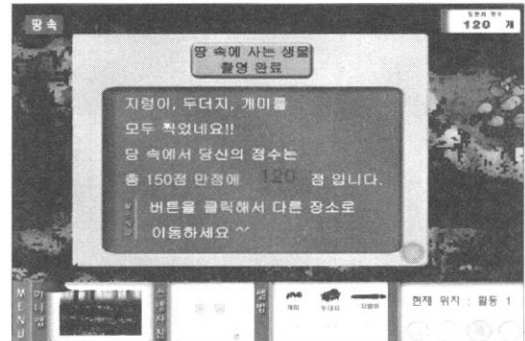 땅 속
120 개
땅 속에 사는 생물
촬영 완료
지렁이, 두더지, 개미를
모두 찍었네요!!
당 속에서 당신의 점수는
총 150점 만점에 120 점 입니다.
버튼을 클릭해서 다른 장소로
이동하세요 ^^
MENU
개미
두더지
지렁이
현재 위치 : 활동 1